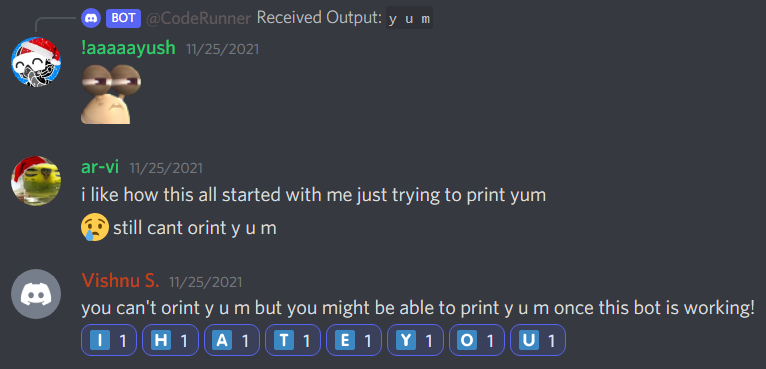 BOT @CodeRunner Received Output: y u m
!aaaaayush 11/25/2021
ar-vi 11/25/2021
i like how this all started with me just trying to print yum
still cant orint y u m
Vishnu S. 11/25/2021
you can't orint y u m but you might be able to print y u m once this bot is working!
I 1 H 1 A 1 T 1 E 1 Y 1 O 1 U 1